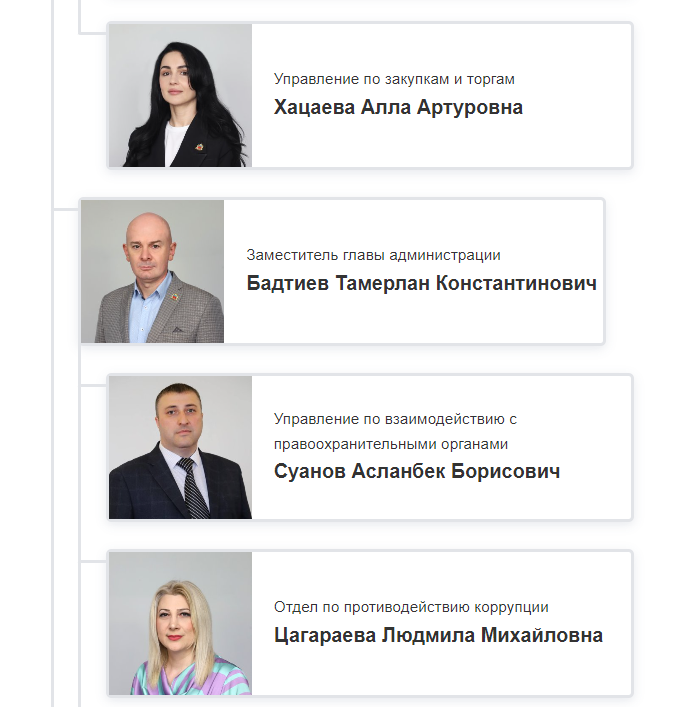 Управление по закупкам и торгам
Хацаева Алла Артуровна
Заместитель главы администрации
Бадтиев Тамерлан Константинович
Управление по взаимодействию с
правоохранительными органами
Суанов Асланбек Борисович
Отдел по противодействию коррупции
Цагараева Людмила Михайловна